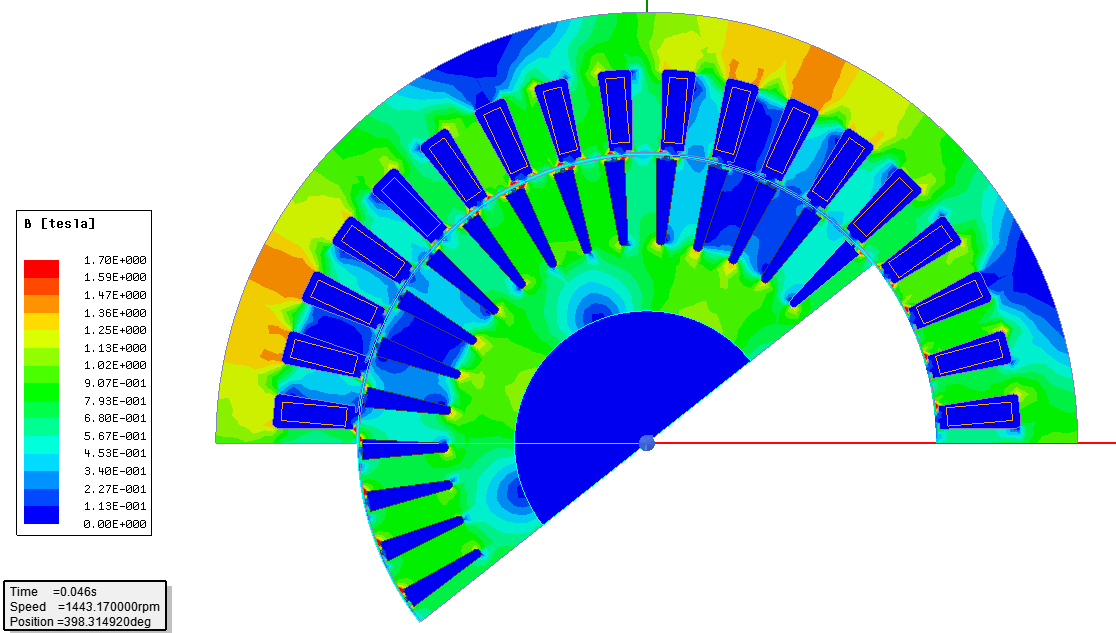 B [tesla]
1.70E+000
1.59E+000
1.47E+000
1.36E+000
1.25E+000
1.13E+000
1.02E+000
9.07E-001
7.93E-001
6.80E-001
5.67E-001
4.53E-001
3.40E-001
2.27E-001
1.13E-001
0.00E+000
Time =0.046s
Speed =1443.170000rpm
Position =398.314920deg